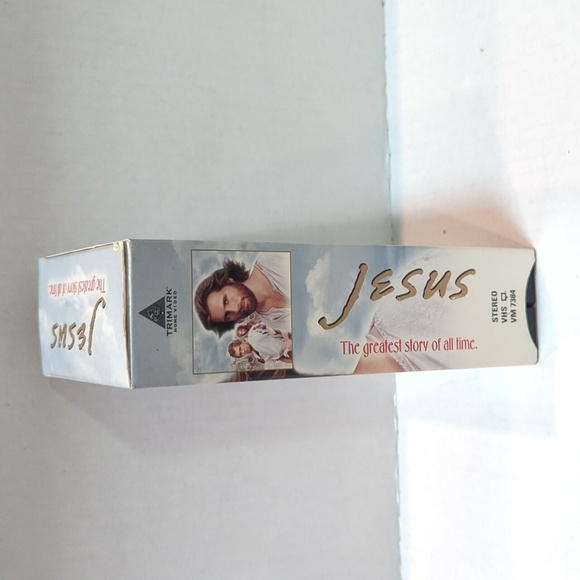 JESUS
The greatest story of all time.
TRIMARK
HOME VIDEO
JESUS
The greatest story of all time.
STEREO
VHS
VM 7384